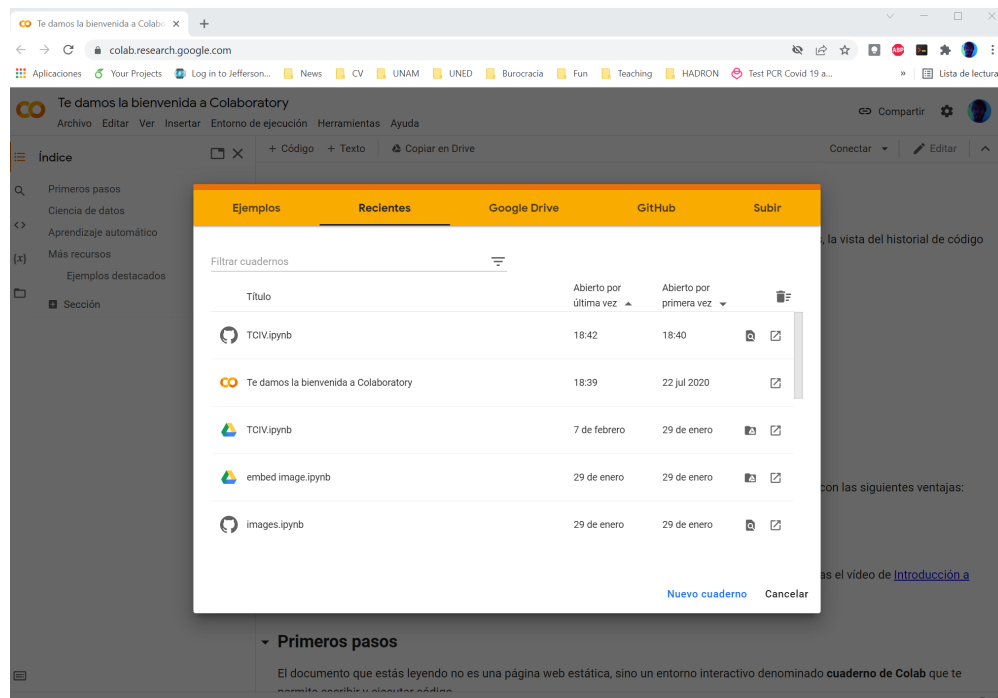 Te damos la bienvenida a Colabo
colab.research.google.com
ABP
Aplicaciones Your Projects Log in to Jefferson... News CV UNAM UNED Burocracia Fun Teaching HADRON Test PCR Covid 19 a... » Lista de lectura
Te damos la bienvenida a Colaboratory
Compartir
Archivo Editar Ver Insertar Entorno de ejecución Herramientas Ayuda
Índice
+ Código + Texto Copiar en Drive
Conectar Editar
Primeros pasos
Ciencia de datos
Aprendizaje automático
Más recursos
Ejemplos destacados
Sección
Ejemplos Recientes Google Drive GitHub Subir
, la vista del historial de código
Filtrar cuadernos
Título
Abierto por última vez
Abierto por primera vez
TCIV.ipynb 18:42 18:40
Te damos la bienvenida a Colaboratory 18:39 22 jul 2020
TCIV.ipynb 7 de febrero 29 de enero
embed image.ipynb 29 de enero 29 de enero
con las siguientes ventajas:
images.ipynb 29 de enero 29 de enero
as el vídeo de Introducción a
Nuevo cuaderno Cancelar
Primeros pasos
El documento que estás leyendo no es una página web estática, sino un entorno interactivo denominado cuaderno de Colab que te
permite escribir y ejecutar código.